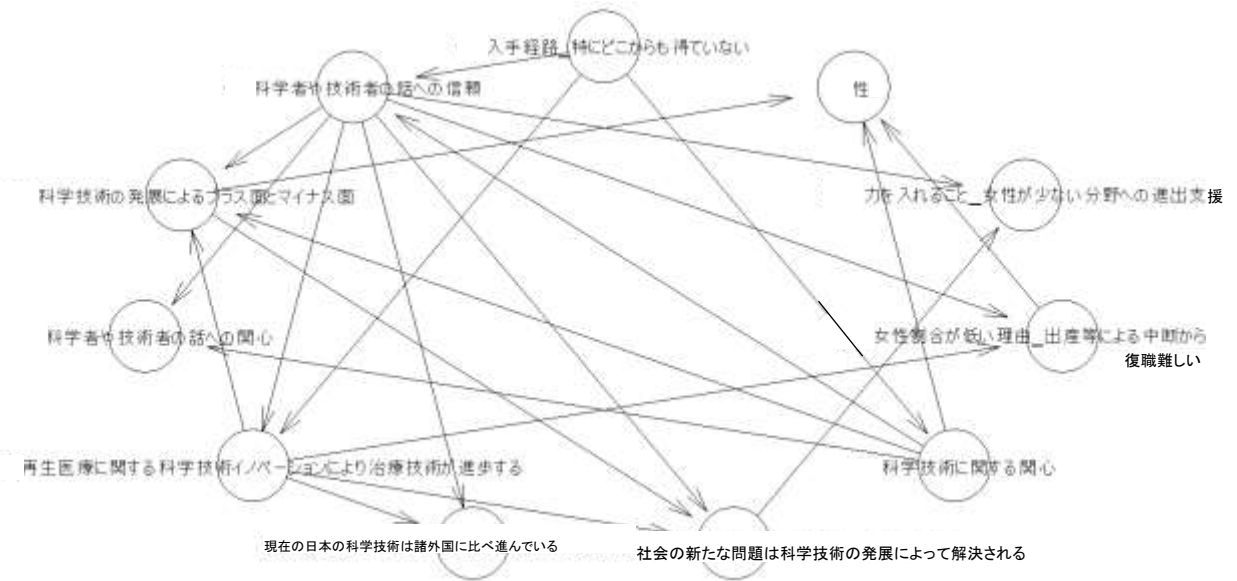 入手経路_特にどこからも得ていない
科学者や技術者の話への信頼
性
科学技術の発展によるプラス面とマイナス面
力を入れること_女性が少ない分野への進出支援
科学者や技術者の話への関心
女性割合が低い理由_出産等による中断から
復職難しい
再生医療に関する科学技術イノベーションにより治療技術が進歩する
科学技術に関する関心
現在の日本の科学技術は諸外国に比べ進んでいる
社会の新たな問題は科学技術の発展によって解決される